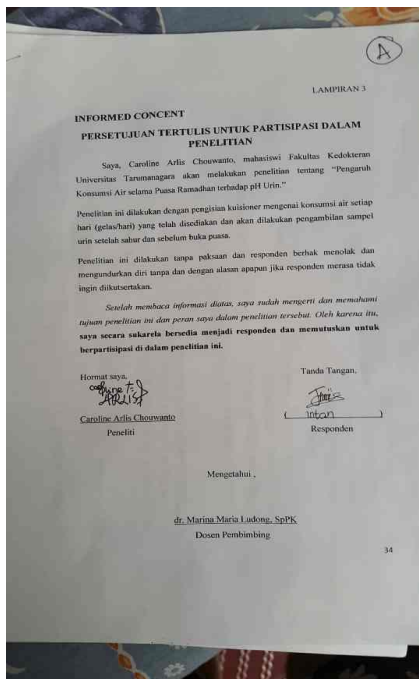 A
LAMPIRAN 3
INFORMED CONCENT
PERSETUJUAN TERTULIS UNTUK PARTISIPASI DALAM
PENELITIAN
Saya, Caroline Arlis Chouwanto, mahasiswi Fakultas Kedokteran
Universitas Tarumanagara akan melakukan penelitian tentang “Pengaruh
Konsumsi Air selama Puasa Ramadhan terhadap pH Urin.”
Penelitian ini dilakukan dengan pengisian kuisioner mengenai konsumsi air setiap
hari (gelas/hari) yang telah disediakan dan akan dilakukan pengambilan sampel
urin setelah sahur dan sebelum buka puasa.
Penelitian ini dilakukan tanpa paksaan dan responden berhak menolak dan
mengundurkan diri tanpa dan dengan alasan apapun jika responden merasa tidak
ingin diikutsertakan.
Setelah membaca informasi diatas, saya sudah mengerti dan memahami
tujuan penelitian ini dan peran saya dalam penelitian tersebut. Oleh karena itu,
saya secara sukarela bersedia menjadi responden dan memutuskan untuk
berpartisipasi di dalam penelitian ini.
Hormat saya,
Tanda Tangan,
ARLIS
Caroline Arlis Chouwanto
( intan )
Peneliti
Responden
Mengetahui ,
dr. Marina Maria Ludong, SpPK
Dosen Pembimbing
34